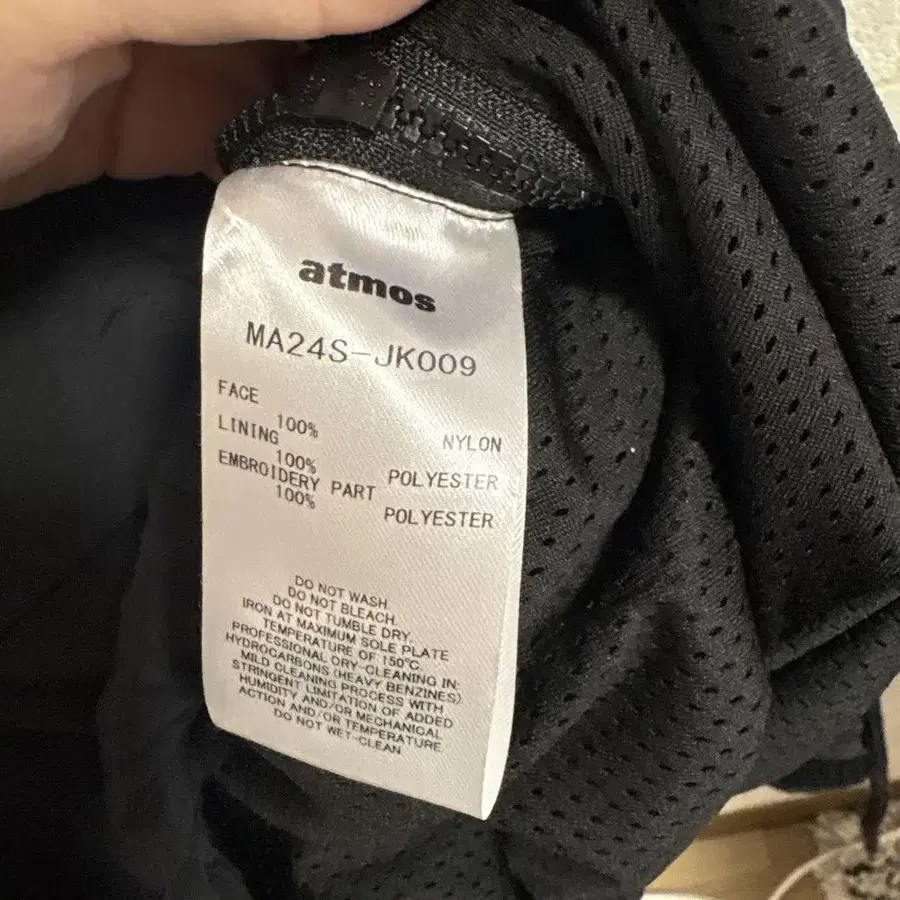 atmos
MA24S-JK009
FACE
100% NYLON
LINING
100% POLYESTER
EMBROIDERY PART
100% POLYESTER
DO NOT WASH.
DO NOT BLEACH.
DO NOT TUMBLE DRY.
IRON AT MAXIMUM SOLE PLATE
TEMPERATURE OF 150℃.
PROFESSIONAL DRY-CLEANING IN:
HYDROCARBONS (HEAVY BENZINES)
MILD CLEANING PROCESS WITH
STRINGENT LIMITATION OF ADDED
HUMIDITY AND/OR MECHANICAL
ACTION AND/OR TEMPERATURE
DO NOT WET-CLEAN